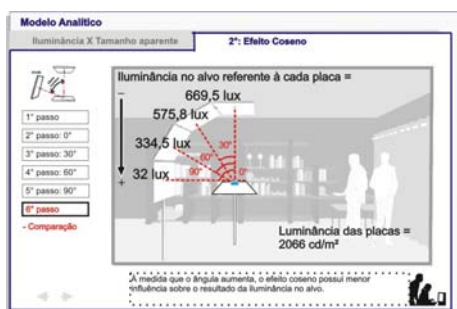 Modelo Analítico
Iluminância X Tamanho aparente
2°: Efeito Coseno
Iluminância no alvo referente à cada placa =
669,5 lux
575,8 lux
334,5 lux
32 lux
30°
60°
90°
0°
–
+
1° passo
2° passo: 0°
3° passo: 30°
4° passo: 60°
5° passo: 90°
6° passo
- Comparação
Luminância das placas =
2066 cd/m²
À medida que o ângula aumenta, o efeito coseno possui menor
influência sobre o resultado da iluminância no alvo.